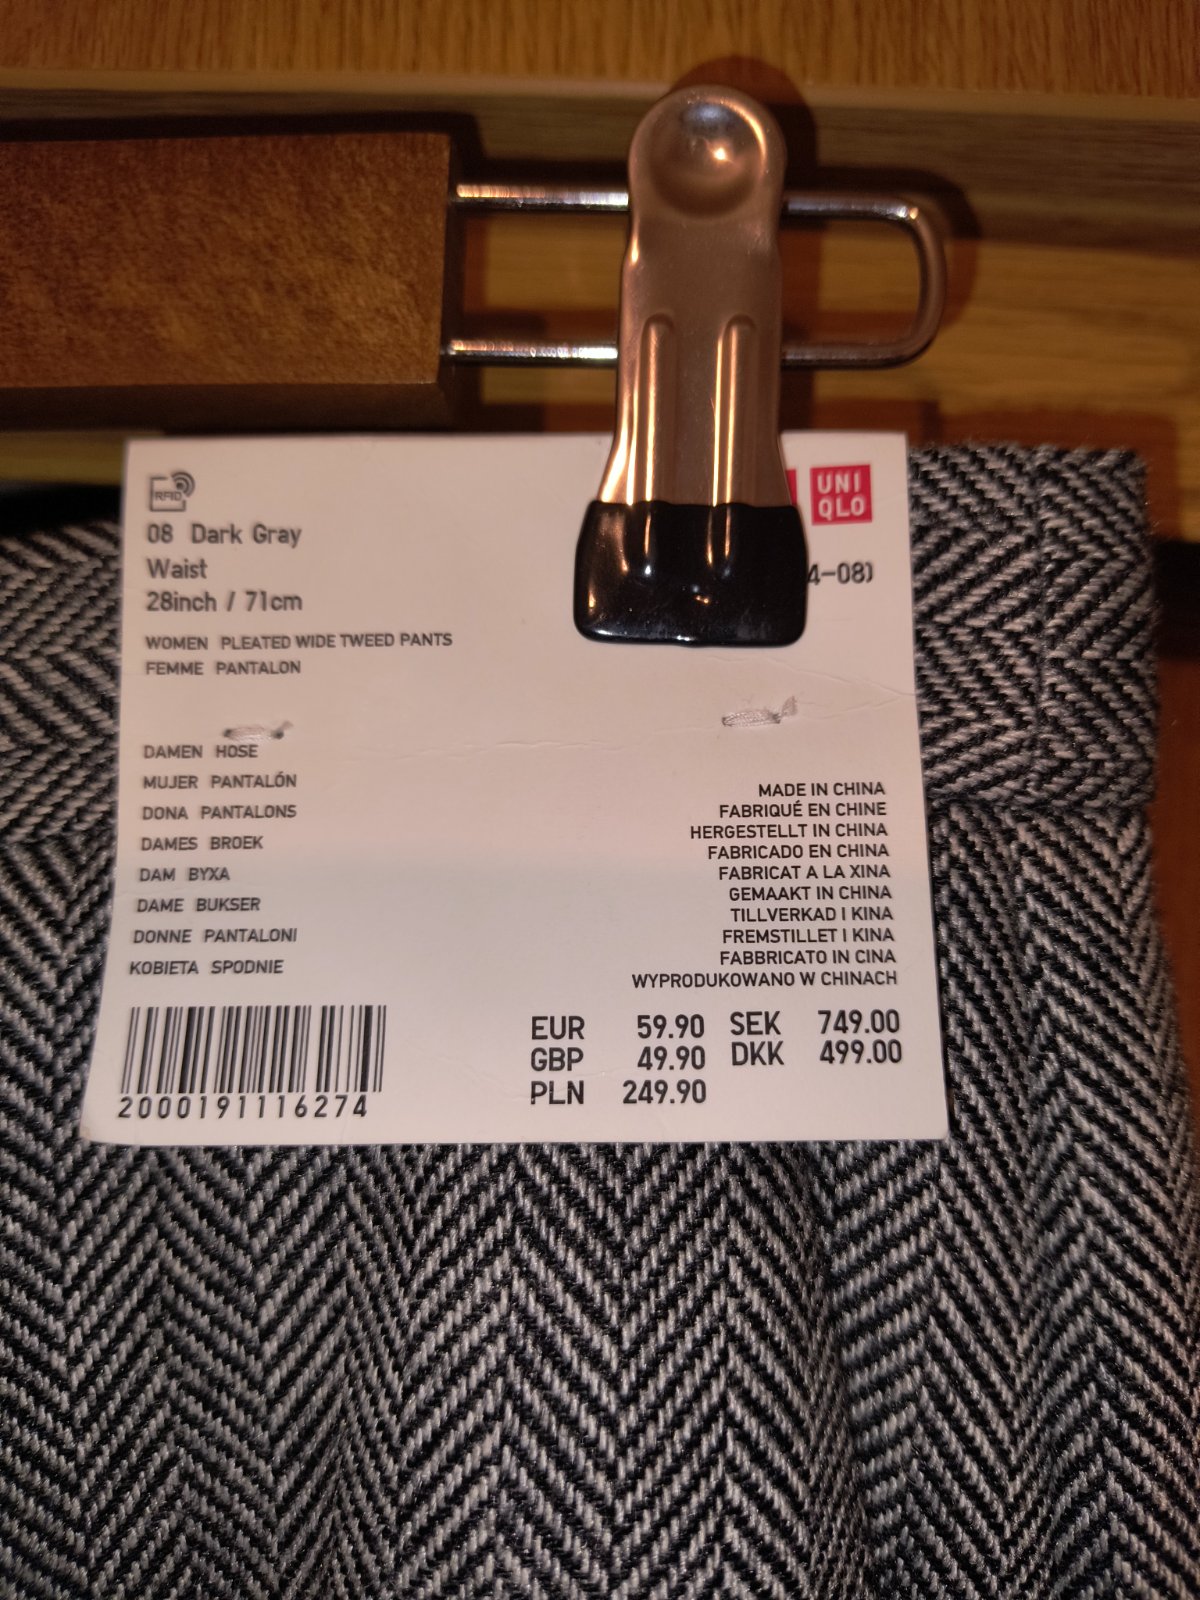 RFID
UNI
QLO
08 Dark Gray
4-08)
Waist
28inch / 71cm
WOMEN PLEATED WIDE TWEED PANTS
FEMME PANTALON
DAMEN HOSE
MUJER PANTALÓN
DONA PANTALONS
DAMES BROEK
DAM BYXA
DAME BUKSER
DONNE PANTALONI
KOBIETA SPODNIE
MADE IN CHINA
FABRIQUÉ EN CHINE
HERGESTELLT IN CHINA
FABRICADO EN CHINA
FABRICAT A LA XINA
GEMAAKT IN CHINA
TILLVERKAD I KINA
FREMSTILLET I KINA
FABBRICATO IN CINA
WYPRODUKOWANO W CHINACH
2000191116274
EUR 59.90 SEK 749.00
GBP 49.90 DKK 499.00
PLN 249.90